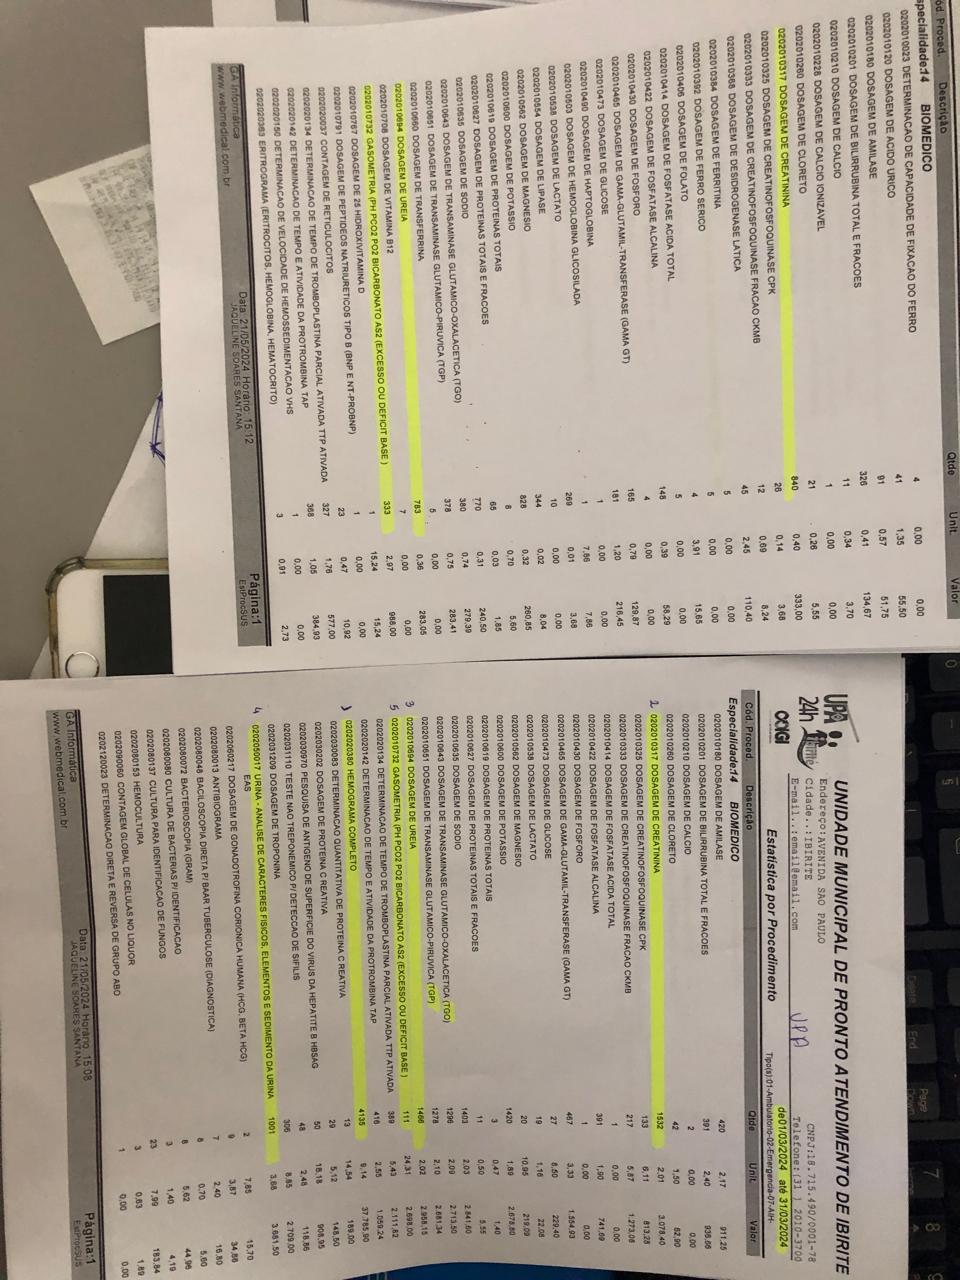 Cód. Proced. Descrição Qtde Unit. Valor
specialidade:14 BIOMEDICO
0202010023 DETERMINACAO DE CAPACIDADE DE FIXACAO DO FERRO 4 0,00 0,00
0202010120 DOSAGEM DE ACIDO URICO 41 1,35 55,50
0202010180 DOSAGEM DE AMILASE 91 0,57 51,75
0202010201 DOSAGEM DE BILIRRUBINA TOTAL E FRACOES 326 0,41 134,67
0202010210 DOSAGEM DE CALCIO 11 0,34 3,70
0202010228 DOSAGEM DE CALCIO IONIZAVEL 1 0,00 0,00
0202010260 DOSAGEM DE CLORETO 21 0,26 5,55
0202010317 DOSAGEM DE CREATININA 840 0,40 333,00
0202010325 DOSAGEM DE CREATINOFOSFOQUINASE CPK 26 0,14 3,68
0202010333 DOSAGEM DE CREATINOFOSFOQUINASE FRACAO CKMB 12 0,69 8,24
0202010368 DOSAGEM DE DESIDROGENASE LATICA 45 2,45 110,40
0202010384 DOSAGEM DE FERRITINA 5 0,00 0,00
0202010392 DOSAGEM DE FERRO SERICO 5 0,00 0,00
0202010405 DOSAGEM DE FOLATO 4 3,91 15,65
0202010414 DOSAGEM DE FOSFATASE ACIDA TOTAL 5 0,00 0,00
0202010422 DOSAGEM DE FOSFATASE ALCALINA 148 0,39 58,29
0202010430 DOSAGEM DE FOSFORO 4 0,00 0,00
0202010465 DOSAGEM DE GAMA-GLUTAMIL-TRANSFERASE (GAMA GT) 165 0,79 129,87
0202010473 DOSAGEM DE GLICOSE 181 1,20 216,45
0202010490 DOSAGEM DE HAPTOGLOBINA 1 0,00 0,00
0202010503 DOSAGEM DE HEMOGLOBINA GLICOSILADA 1 7,86 7,86
0202010538 DOSAGEM DE LACTATO 269 0,01 3,68
0202010554 DOSAGEM DE LIPASE 10 0,00 0,00
0202010562 DOSAGEM DE MAGNESIO 344 0,02 8,04
0202010600 DOSAGEM DE POTASSIO 828 0,32 260,85
0202010619 DOSAGEM DE PROTEINAS TOTAIS 8 0,70 5,60
0202010627 DOSAGEM DE PROTEINAS TOTAIS E FRACOES 65 0,03 1,85
0202010635 DOSAGEM DE SODIO 770 0,31 240,50
0202010643 DOSAGEM DE TRANSAMINASE GLUTAMICO-OXALACETICA (TGO) 380 0,74 279,39
0202010651 DOSAGEM DE TRANSAMINASE GLUTAMICO-PIRUVICA (TGP) 378 0,75 283,41
0202010660 DOSAGEM DE TRANSFERRINA 5 0,00 0,00
0202010694 DOSAGEM DE UREIA 783 0,36 283,05
0202010708 DOSAGEM DE VITAMINA B12 7 0,00 0,00
0202010732 GASOMETRIA (PH PCO2 PO2 BICARBONATO AS2 (EXCESSO OU DEFICIT BASE ) 333 2,97 988,00
0202010767 DOSAGEM DE 25 HIDROXIVITAMINA D 1 15,24 15,24
0202010791 DOSAGEM DE PEPTIDEOS NATRIURETICOS TIPO B (BNP E NT-PROBNP) 1 0,00 0,00
0202020037 CONTAGEM DE RETICULOCITOS 23 0,47 10,92
0202020134 DETERMINACAO DE TEMPO DE TROMBOPLASTINA PARCIAL ATIVADA TTP ATIVADA 327 1,76 577,00
0202020142 DETERMINACAO DE TEMPO E ATIVIDADE DA PROTROMBINA TAP 368 1,05 384,93
0202020150 DETERMINACAO DE VELOCIDADE DE HEMOSSEDIMENTACAO VHS 1 0,00 0,00
0202020363 ERITROGRAMA (ERITROCITOS, HEMOGLOBINA, HEMATOCRITO) 3 0,91 2,73
GA Informática Data: 21/05/2024 Horário: 15:12 Página:1
www.webmedical.com.br JAQUELINE SOARES SANTANA EstProcSUS
UPA 24h
UNIDADE MUNICIPAL DE PRONTO ATENDIMENTO DE IBIRITE
Endereço:AVENIDA SAO PAULO CNPJ:18.715.490/0001-78
Cidade..:IBIRITE Telefone:(31 ) 2010-3700
E-mail..:email@email.com
UPA
de01/03/2024 até 31/03/2024
Estatística por Procedimento Tipo(s):01-Ambulatorio-02-Emergencia-07-AIH-
Cód. Proced. Descrição Qtde Unit. Valor
Especialidade:14 BIOMEDICO
0202010180 DOSAGEM DE AMILASE 420 2,17 911,25
0202010201 DOSAGEM DE BILIRRUBINA TOTAL E FRACOES 391 2,40 938,66
0202010210 DOSAGEM DE CALCIO 2 0,00 0,00
0202010260 DOSAGEM DE CLORETO 42 1,50 62,90
2 0202010317 DOSAGEM DE CREATININA 1532 2,01 3.078,40
0202010325 DOSAGEM DE CREATINOFOSFOQUINASE CPK 133 6,11 813,28
0202010333 DOSAGEM DE CREATINOFOSFOQUINASE FRACAO CKMB 217 5,87 1.273,08
0202010414 DOSAGEM DE FOSFATASE ACIDA TOTAL 1 0,00 0,00
0202010422 DOSAGEM DE FOSFATASE ALCALINA 391 1,90 741,69
0202010430 DOSAGEM DE FOSFORO 1 0,00 0,00
0202010465 DOSAGEM DE GAMA-GLUTAMIL-TRANSFERASE (GAMA GT) 467 3,33 1.554,93
0202010473 DOSAGEM DE GLICOSE 27 8,50 229,40
0202010538 DOSAGEM DE LACTATO 19 1,16 22,08
0202010562 DOSAGEM DE MAGNESIO 20 10,95 219,09
0202010600 DOSAGEM DE POTASSIO 1420 1,89 2.678,80
0202010619 DOSAGEM DE PROTEINAS TOTAIS 3 0,47 1,40
0202010627 DOSAGEM DE PROTEINAS TOTAIS E FRACOES 11 0,50 5,55
0202010635 DOSAGEM DE SODIO 1403 2,03 2.841,60
0202010643 DOSAGEM DE TRANSAMINASE GLUTAMICO-OXALACETICA (TGO) 1296 2,09 2.713,50
0202010651 DOSAGEM DE TRANSAMINASE GLUTAMICO-PIRUVICA (TGP) 1278 2,10 2.681,34
3 0202010694 DOSAGEM DE UREIA 1466 2,02 2.958,15
5 0202010732 GASOMETRIA (PH PCO2 PO2 BICARBONATO AS2 (EXCESSO OU DEFICIT BASE ) 111 24,31 2.698,00
0202020134 DETERMINACAO DE TEMPO DE TROMBOPLASTINA PARCIAL ATIVADA TTP ATIVADA 389 5,43 2.111,82
0202020142 DETERMINACAO DE TEMPO E ATIVIDADE DA PROTROMBINA TAP 416 2,55 1.059,24
1 0202020380 HEMOGRAMA COMPLETO 4135 9,14 37.785,90
0202030083 DETERMINACAO QUANTITATIVA DE PROTEINA C REATIVA 13 14,54 189,00
0202030202 DOSAGEM DE PROTEINA C REATIVA 29 5,12 148,50
0202030970 PESQUISA DE ANTIGENO DE SUPERFICIE DO VIRUS DA HEPATITE B HBSAG 50 18,18 908,95
0202031110 TESTE NAO TREPONEMICO P/ DETECCAO DE SIFILIS 48 2,48 118,86
0202031209 DOSAGEM DE TROPONINA 306 8,85 2.709,00
4 0202050017 URINA - ANALISE DE CARACTERES FISICOS, ELEMENTOS E SEDIMENTO DA URINA 1001 3,68 3.681,50
EAS
0202060217 DOSAGEM DE GONADOTROFINA CORIONICA HUMANA (HCG, BETA HCG) 2 7,85 15,70
0202080013 ANTIBIOGRAMA 9 3,87 34,86
0202080048 BACILOSCOPIA DIRETA P/ BAAR TUBERCULOSE (DIAGNOSTICA) 7 2,40 16,80
0202080072 BACTERIOSCOPIA (GRAM) 8 0,70 5,60
0202080080 CULTURA DE BACTERIAS P/ IDENTIFICACAO 8 5,62 44,96
0202080137 CULTURA PARA IDENTIFICACAO DE FUNGOS 3 1,40 4,19
0202080153 HEMOCULTURA 23 7,99 183,84
0202090060 CONTAGEM GLOBAL DE CELULAS NO LIQUOR 3 0,63 1,89
0202120023 DETERMINACAO DIRETA E REVERSA DE GRUPO ABO 1 0,00 0,00
GA Informática Data: 21/05/2024, Horário: 15:08 Página:1
www.webmedical.com.br JAQUELINE SOARES SANTANA EstProcSUS
Delete
End
Page Down
7
8
0